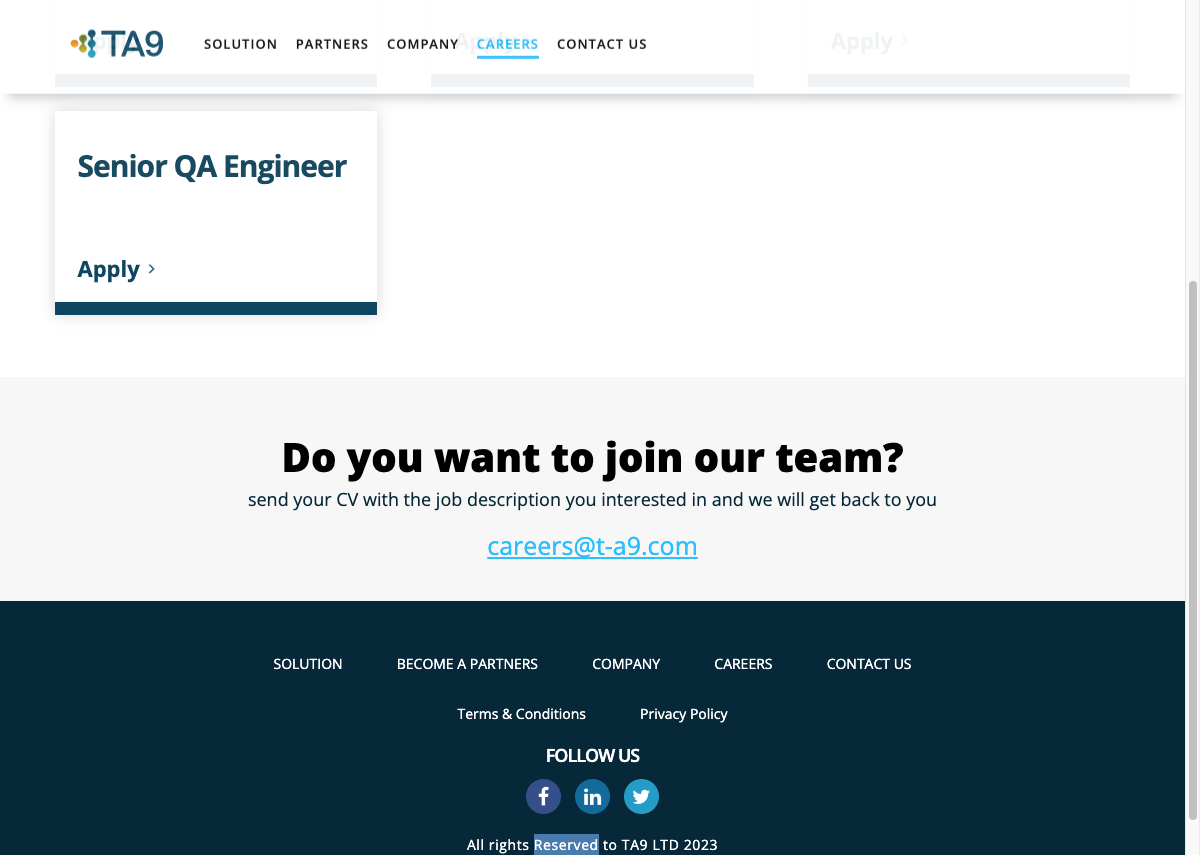 TA9 SOLUTION PARTNERS COMPANY CAREERS CONTACT US
Apply Apply Apply
Senior QA Engineer
Apply
Do you want to join our team?
send your CV with the job description you interested in and we will get back to you
careers@t-a9.com
SOLUTION BECOME A PARTNERS COMPANY CAREERS CONTACT US
Terms & Conditions Privacy Policy
FOLLOW US
All rights Reserved to TA9 LTD 2023